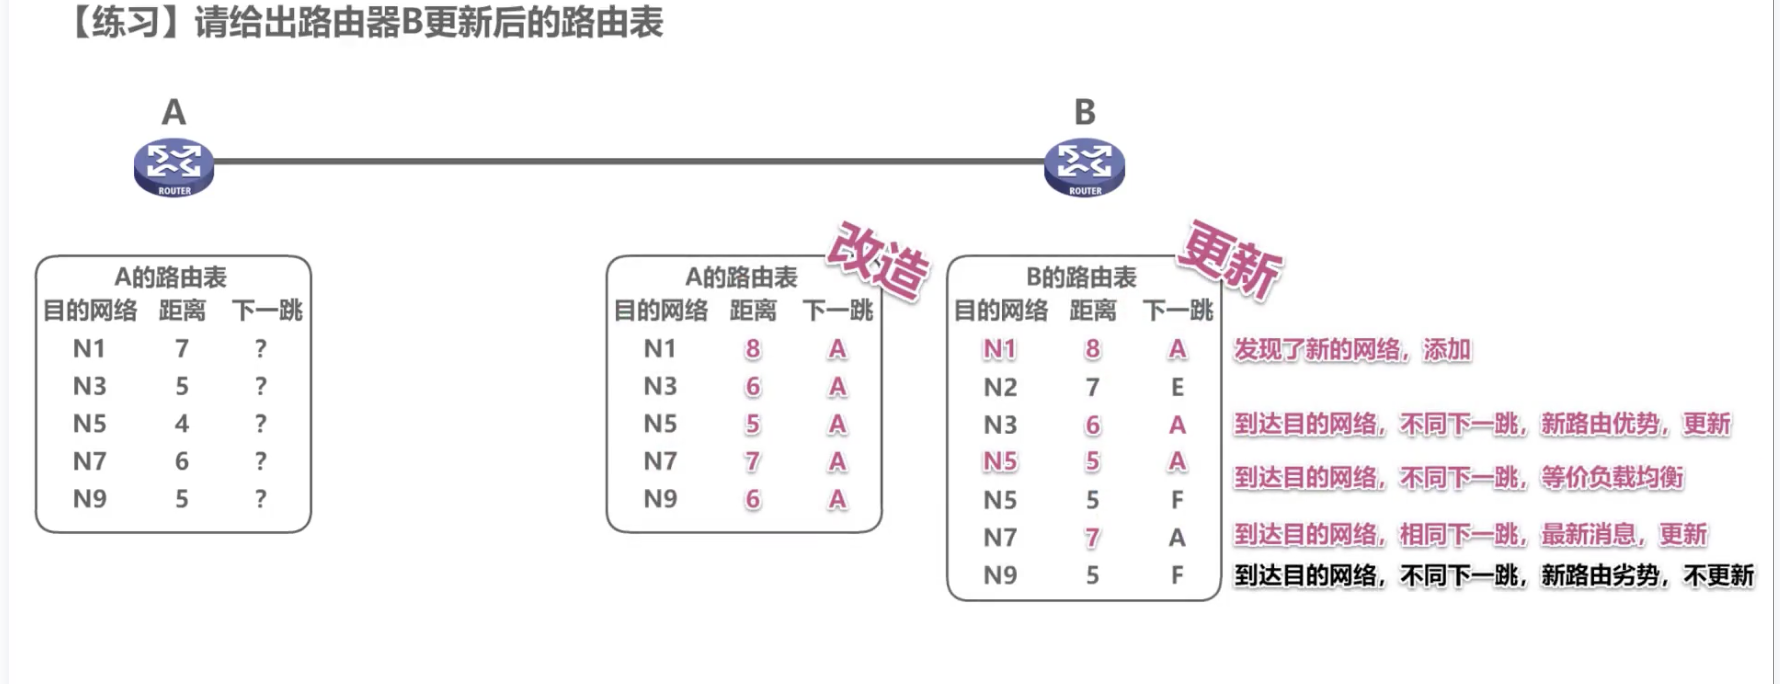 【练习】请给出路由器B更新后的路由表
A
B
ROUTER
ROUTER
A的路由表
目的网络 距离 下一跳
N1 7 ?
N3 5 ?
N5 4 ?
N7 6 ?
N9 5 ?
改造
A的路由表
目的网络 距离 下一跳
N1 8 A
N3 6 A
N5 5 A
N7 7 A
N9 6 A
更新
B的路由表
目的网络 距离 下一跳
N1 8 A 发现了新的网络，添加
N2 7 E
N3 6 A 到达目的网络，不同下一跳，新路由优势，更新
N5 5 A 到达目的网络，不同下一跳，等价负载均衡
N5 5 F
N7 7 A 到达目的网络，相同下一跳，最新消息，更新
N9 5 F 到达目的网络，不同下一跳，新路由劣势，不更新